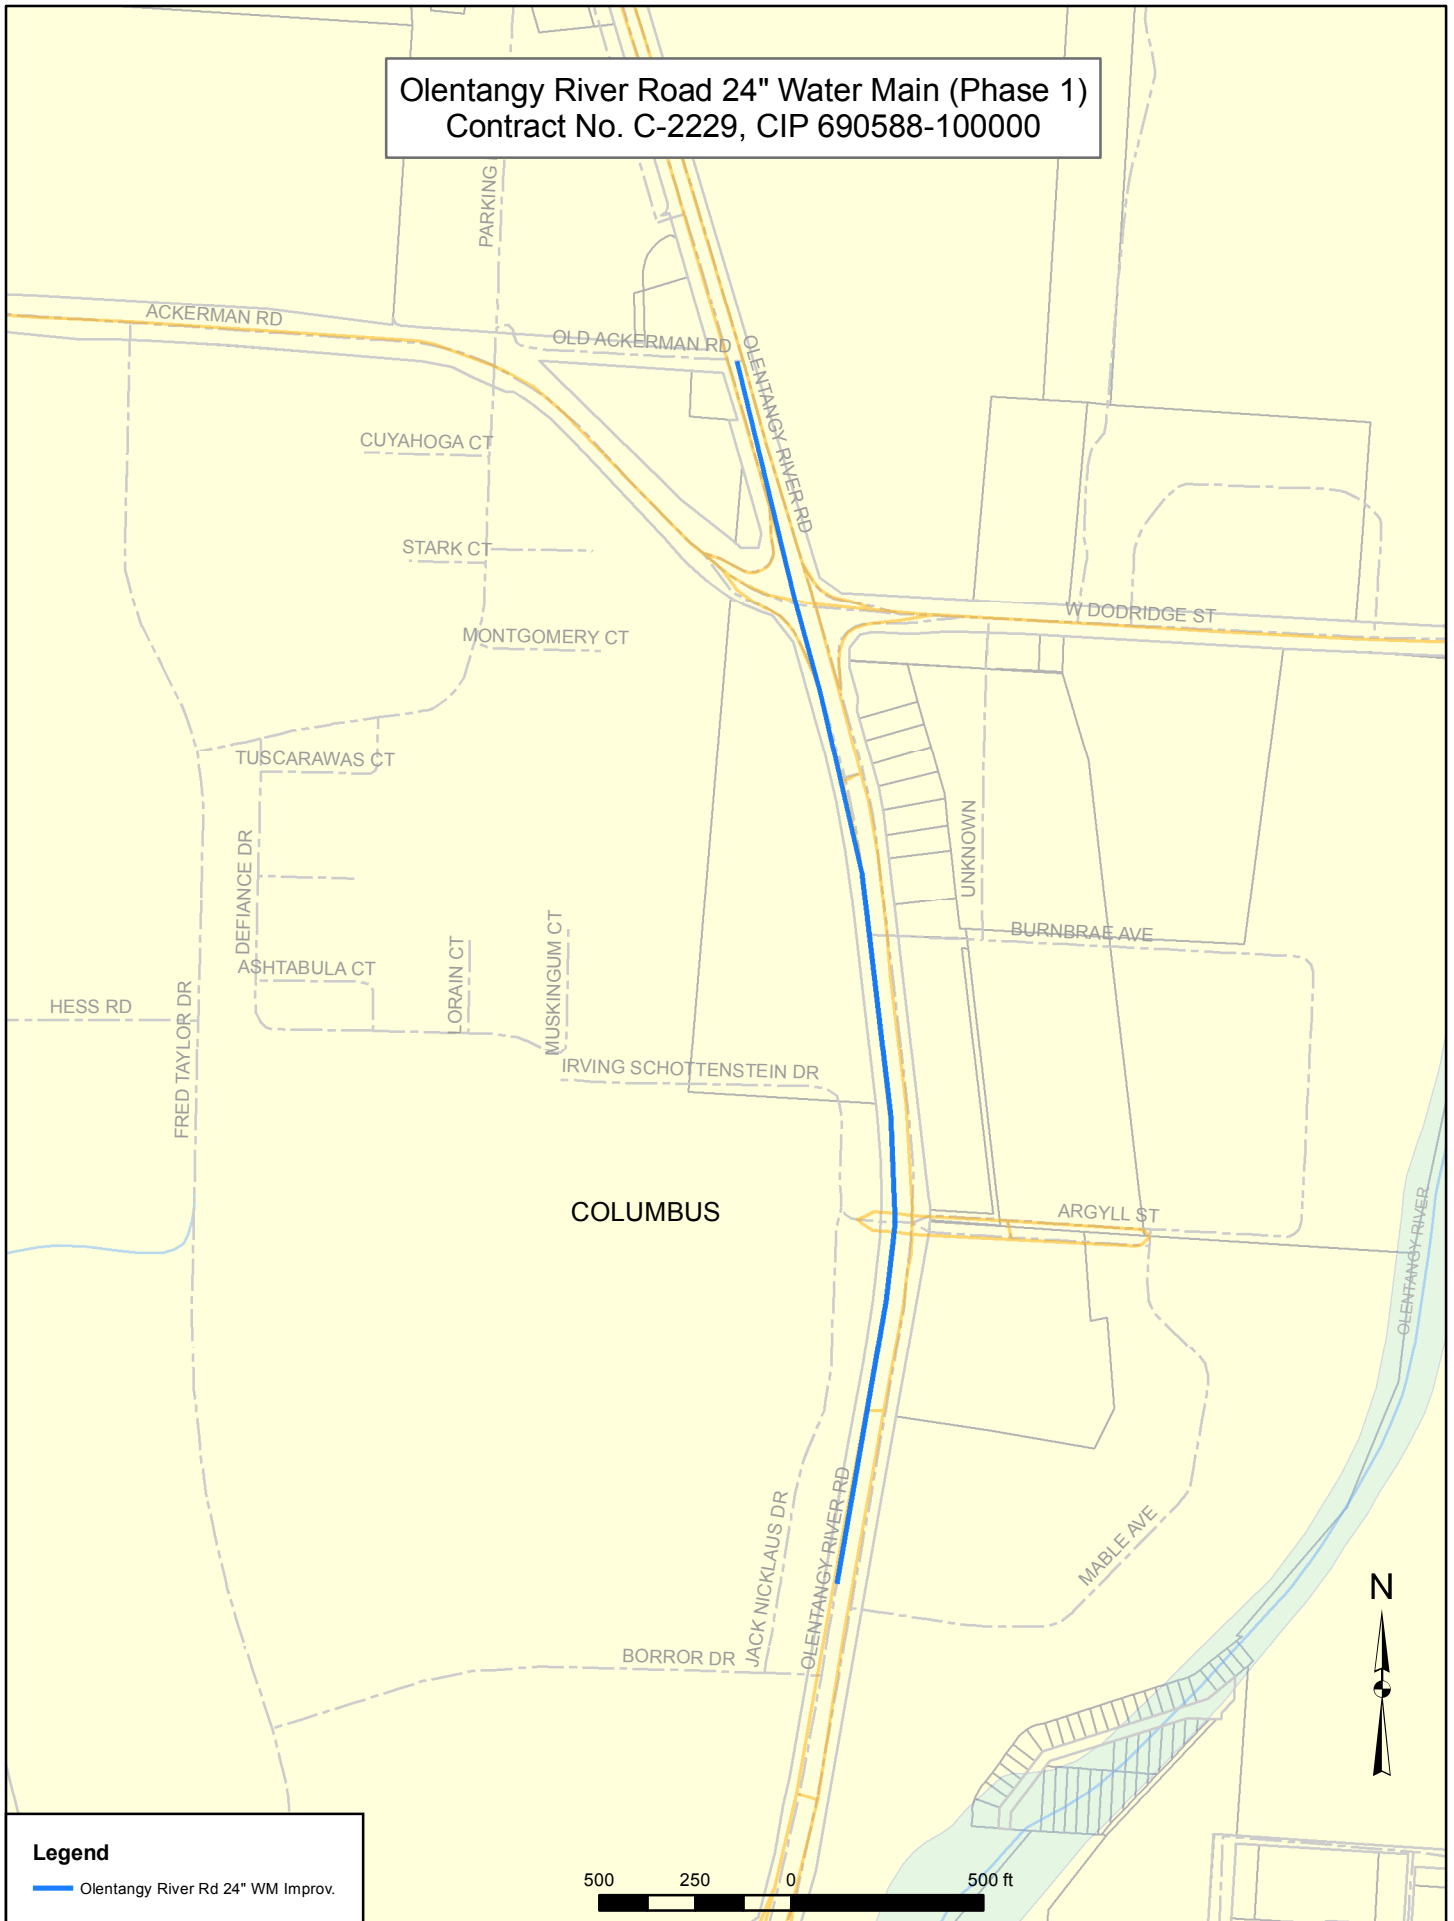 Olentangy River Road 24" Water Main (Phase 1)
Contract No. C-2229, CIP 690588-100000
PARKING
ACKERMAN RD
OLD ACKERMAN RD
OLENTANGY RIVER RD
CUYAHOGA CT
STARK CT
W DODRIDGE ST
MONTGOMERY CT
TUSCARAWAS CT
DEFIANCE DR
UNKNOWN
BURNBRAE AVE
ASHTABULA CT
LORAIN CT
MUSKINGUM CT
HESS RD
FRED TAYLOR DR
IRVING SCHOTTENSTEIN DR
COLUMBUS
ARGYLL ST
OLENTANGY RIVER
JACK NICKLAUS DR
OLENTANGY RIVER RD
MABLE AVE
N
BORROR DR
Legend
Olentangy River Rd 24" WM Improv.
500 250 0 500 ft